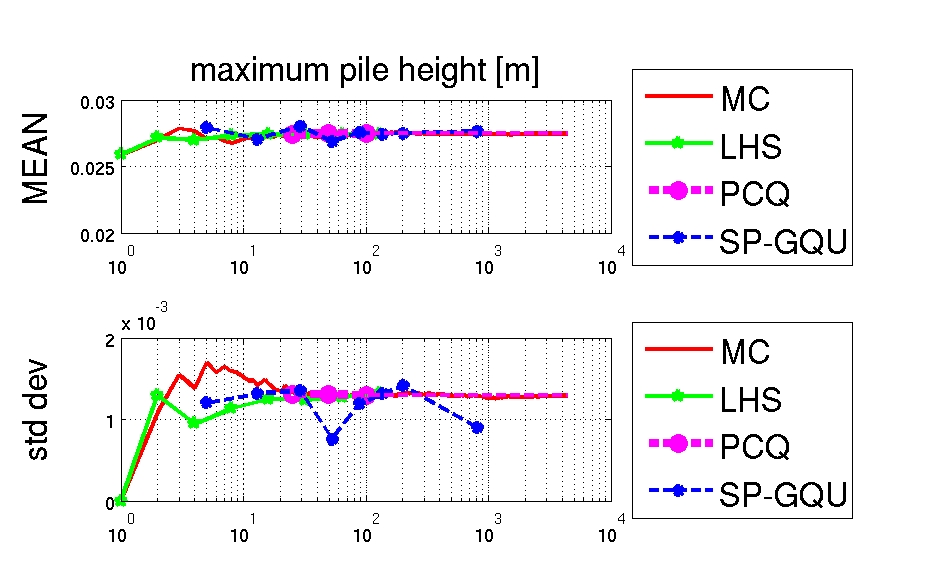 maximum pile height [m]
MEAN
0.03
0.025
0.02
10^0 10^1 10^2 10^3 10^4
MC
LHS
PCQ
SP-GQU
x 10^-3
std dev
2
1
0
10^0 10^1 10^2 10^3 10^4
MC
LHS
PCQ
SP-GQU